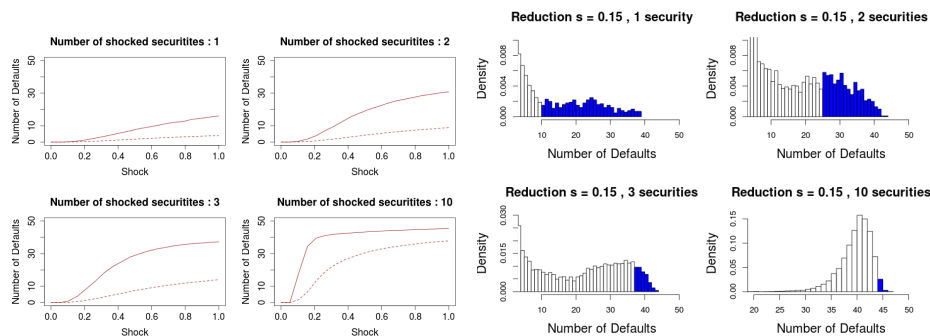 Number of shocked securitites : 1
Number of Defaults
50
30
10
0
0.0 0.2 0.4 0.6 0.8 1.0
Shock
Number of shocked securitites : 2
Number of Defaults
50
30
10
0
0.0 0.2 0.4 0.6 0.8 1.0
Shock
Reduction s = 0.15 , 1 security
Density
0.008
0.004
0.000
10 20 30 40 50
Number of Defaults
Reduction s = 0.15 , 2 securities
Density
0.008
0.004
0.000
10 20 30 40 50
Number of Defaults
Number of shocked securitites : 3
Number of Defaults
50
30
10
0
0.0 0.2 0.4 0.6 0.8 1.0
Shock
Number of shocked securitites : 10
Number of Defaults
50
30
10
0
0.0 0.2 0.4 0.6 0.8 1.0
Shock
Reduction s = 0.15 , 3 securities
Density
0.030
0.015
0.000
10 20 30 40 50
Number of Defaults
Reduction s = 0.15 , 10 securities
Density
0.15
0.10
0.05
0.00
20 25 30 35 40 45 50
Number of Defaults